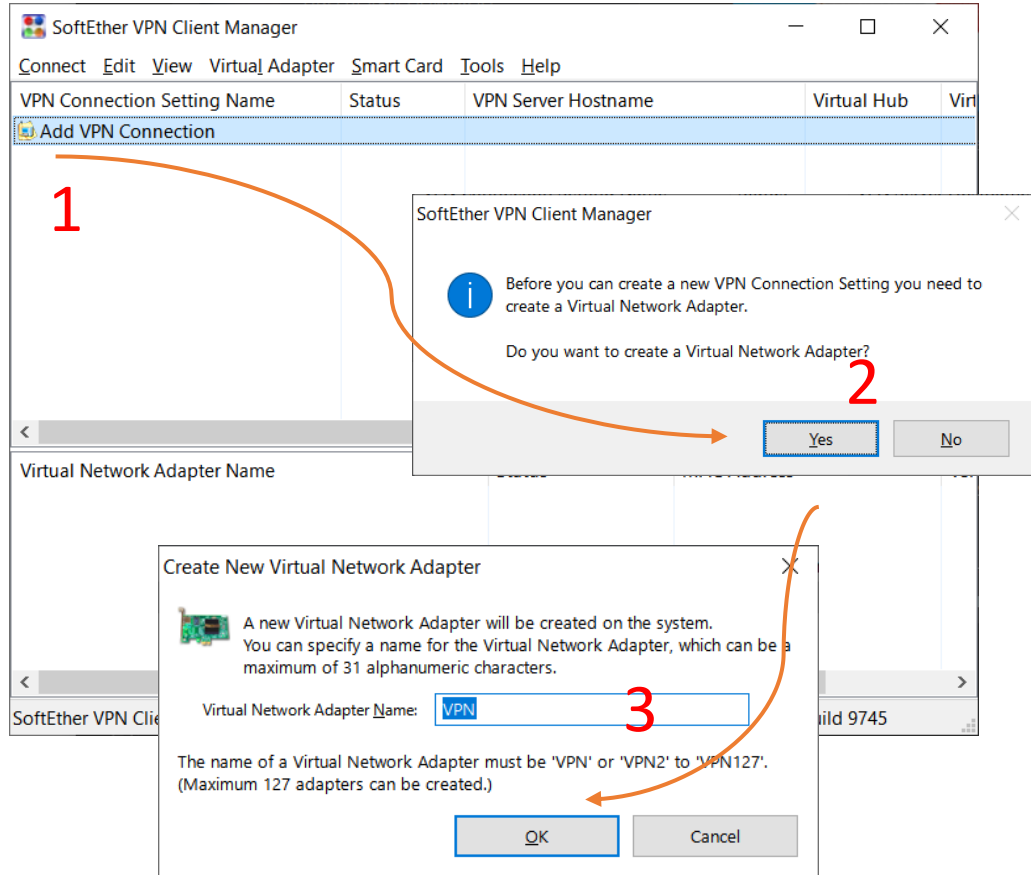 SoftEther VPN Client Manager
Connect Edit View Virtual Adapter Smart Card Tools Help
VPN Connection Setting Name Status VPN Server Hostname Virtual Hub Virt
Add VPN Connection
1
SoftEther VPN Client Manager
Before you can create a new VPN Connection Setting you need to
create a Virtual Network Adapter.
Do you want to create a Virtual Network Adapter?
2
Yes No
Virtual Network Adapter Name
Create New Virtual Network Adapter
A new Virtual Network Adapter will be created on the system.
You can specify a name for the Virtual Network Adapter, which can be a
maximum of 31 alphanumeric characters.
Virtual Network Adapter Name: VPN
3
SoftEther VPN Clie uild 9745
The name of a Virtual Network Adapter must be 'VPN' or 'VPN2' to 'VPN127'.
(Maximum 127 adapters can be created.)
OK Cancel